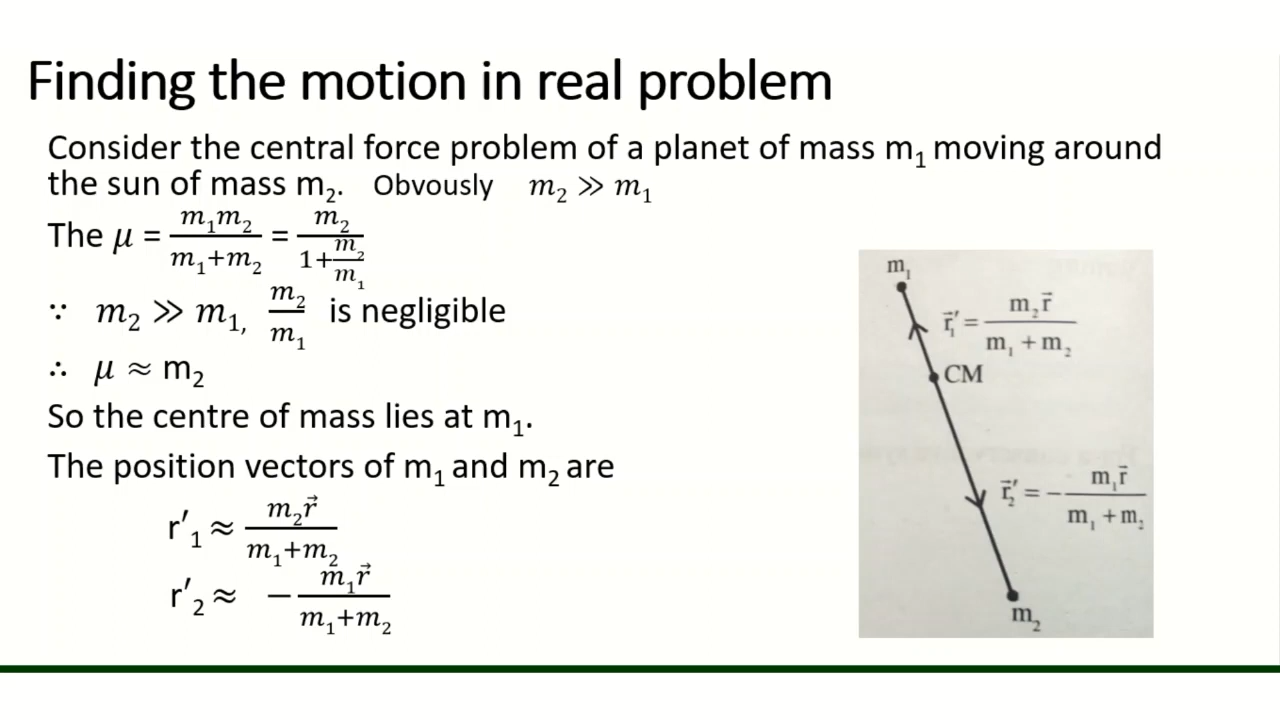 Finding the motion in real problem
Consider the central force problem of a planet of mass m₁ moving around
the sun of mass m₂. Obvously m₂ ≫ m₁
The μ = m₁m₂/(m₁+m₂) = m₂/(1+m₂/m₁)
∵ m₂ ≫ m₁, m₂/m₁ is negligible
∴ μ ≈ m₂
So the centre of mass lies at m₁.
The position vectors of m₁ and m₂ are
r′₁ ≈ m₂r⃗/(m₁+m₂)
r′₂ ≈ −m₁r⃗/(m₁+m₂)
m₁
r⃗₁′ = m₂r⃗/(m₁ + m₂)
CM
r⃗₂′ = −m₁r⃗/(m₁ + m₂)
m₂